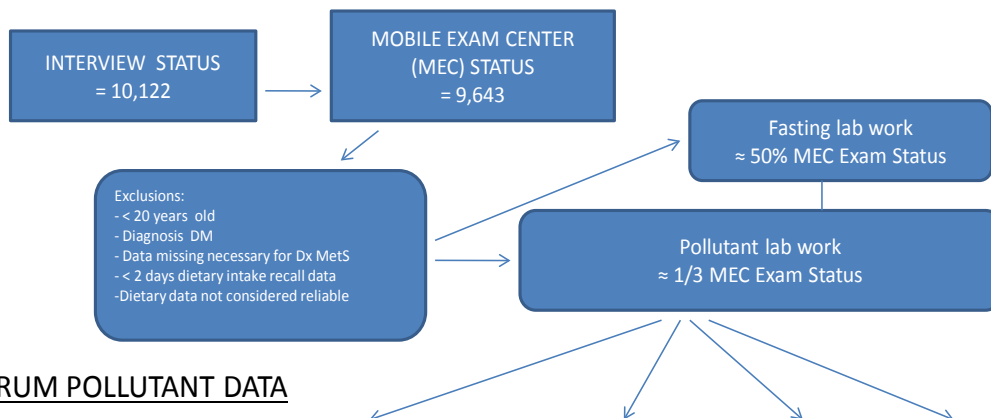 INTERVIEW STATUS
= 10,122
MOBILE EXAM CENTER
(MEC) STATUS
= 9,643
Fasting lab work
≈ 50% MEC Exam Status
Exclusions:
- < 20 years old
- Diagnosis DM
- Data missing necessary for Dx MetS
- < 2 days dietary intake recall data
-Dietary data not considered reliable
Pollutant lab work
≈ 1/3 MEC Exam Status
RUM POLLUTANT DATA